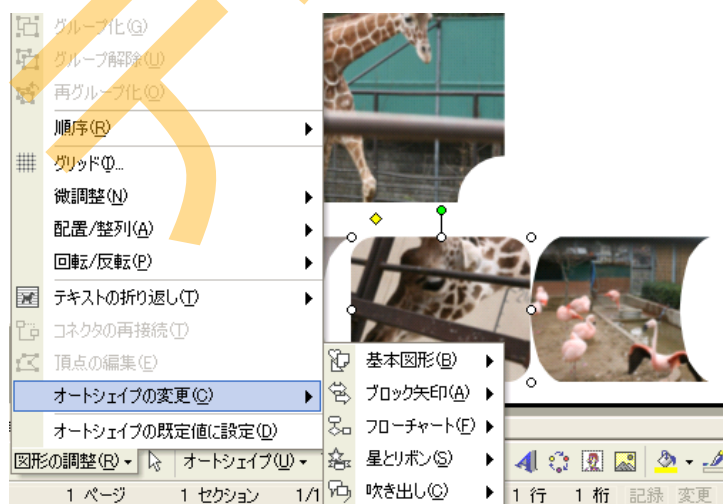 グループ化(G)
グループ解除(U)
再グループ化(O)
順序(R)
グリッド(I)...
微調整(N)
配置/整列(A)
回転/反転(P)
テキストの折り返し(T)
コネクタの再接続(T)
頂点の編集(E)
オートシェイプの変更(C)
オートシェイプの既定値に設定(D)
基本図形(B)
ブロック矢印(A)
フローチャート(F)
星とリボン(S)
吹き出し(C)
図形の調整(R) オートシェイプ(U)
1 ページ 1 セクション 1/1 1 行 1 桁 記録 変更